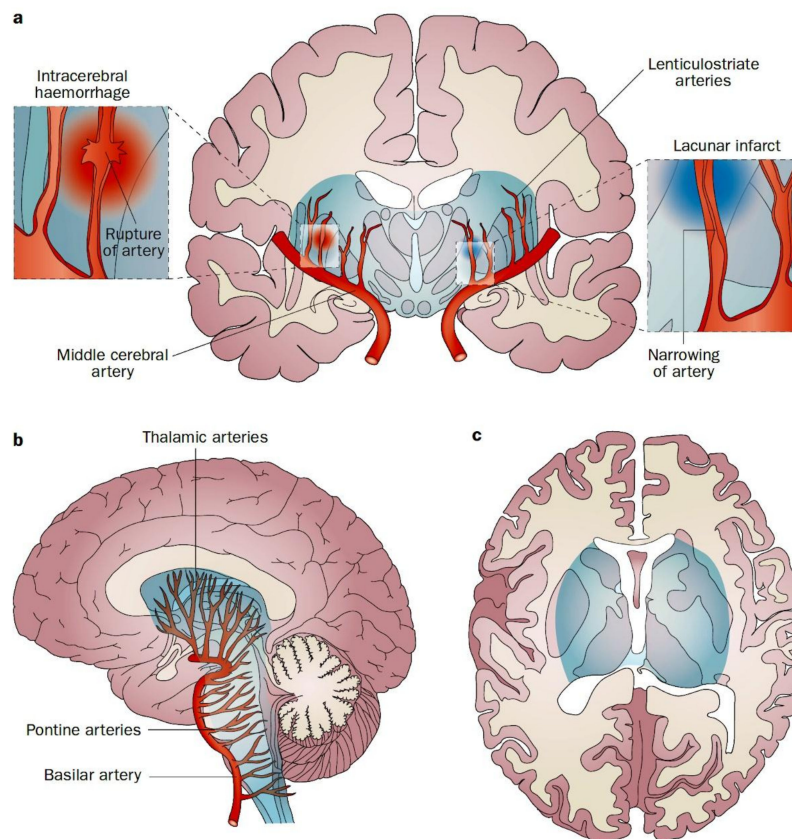 a
Intracerebral
haemorrhage
Rupture
of artery
Lenticulostriate
arteries
Lacunar infarct
Middle cerebral
artery
Narrowing
of artery
b
Thalamic arteries
Pontine arteries
Basilar artery
c